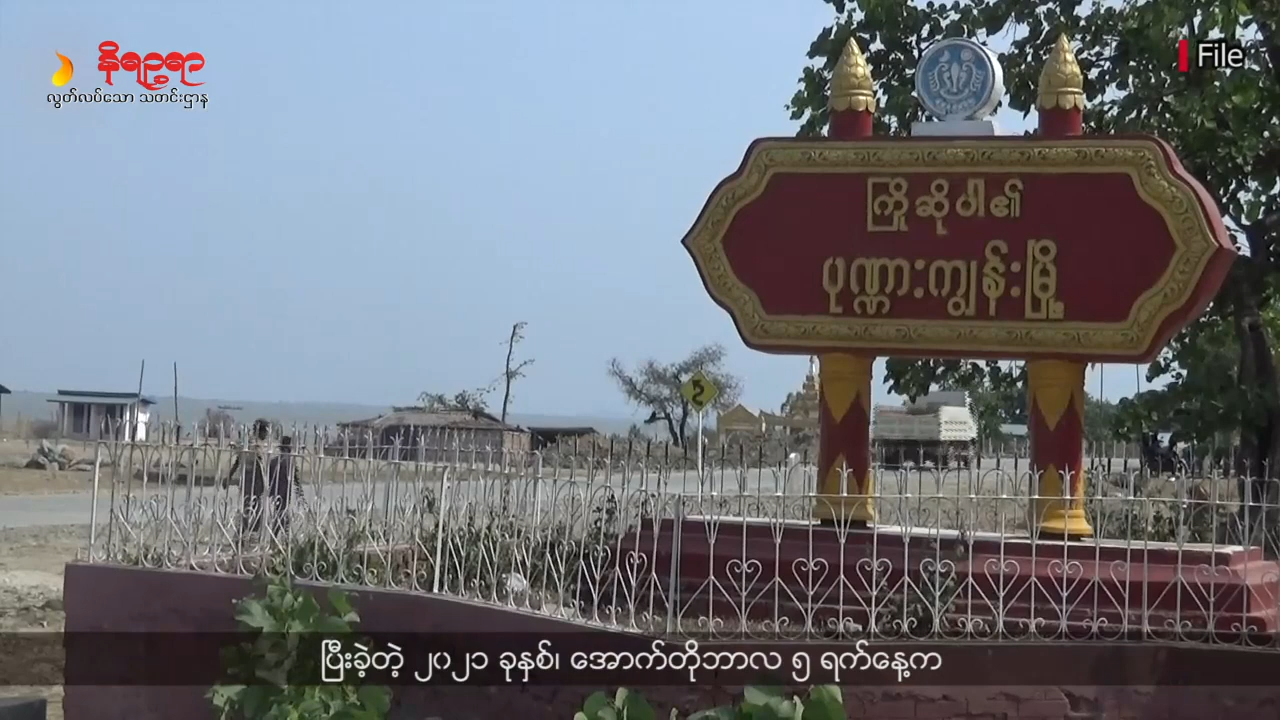 နိရဥ္စရာ
လွတ်လပ်သော သတင်းဌာန
File
ကြိုဆိုပါ၏
ပုဏ္ဏားကျွန်းမြို့
ပြီးခဲ့တဲ့ ၂၀၂၁ ခုနှစ်၊ အောက်တိုဘာလ ၅ ရက်နေ့က